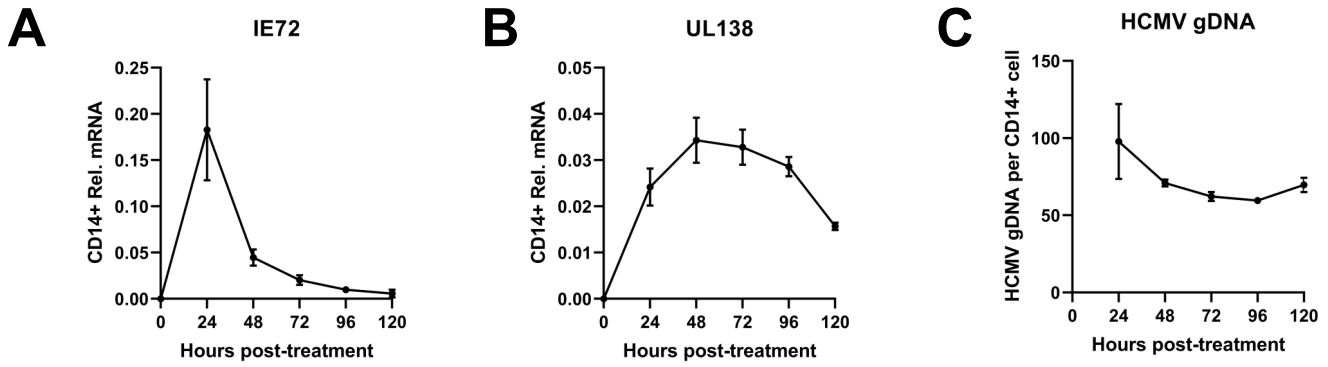 A
IE72
CD14+ Rel. mRNA
0.25
0.20
0.15
0.10
0.05
0.00
0 24 48 72 96 120
Hours post-treatment
B
UL138
CD14+ Rel. mRNA
0.05
0.04
0.03
0.02
0.01
0.00
0 24 48 72 96 120
Hours post-treatment
C
HCMV gDNA
HCMV gDNA per CD14+ cell
150
100
50
0
0 24 48 72 96 120
Hours post-treatment